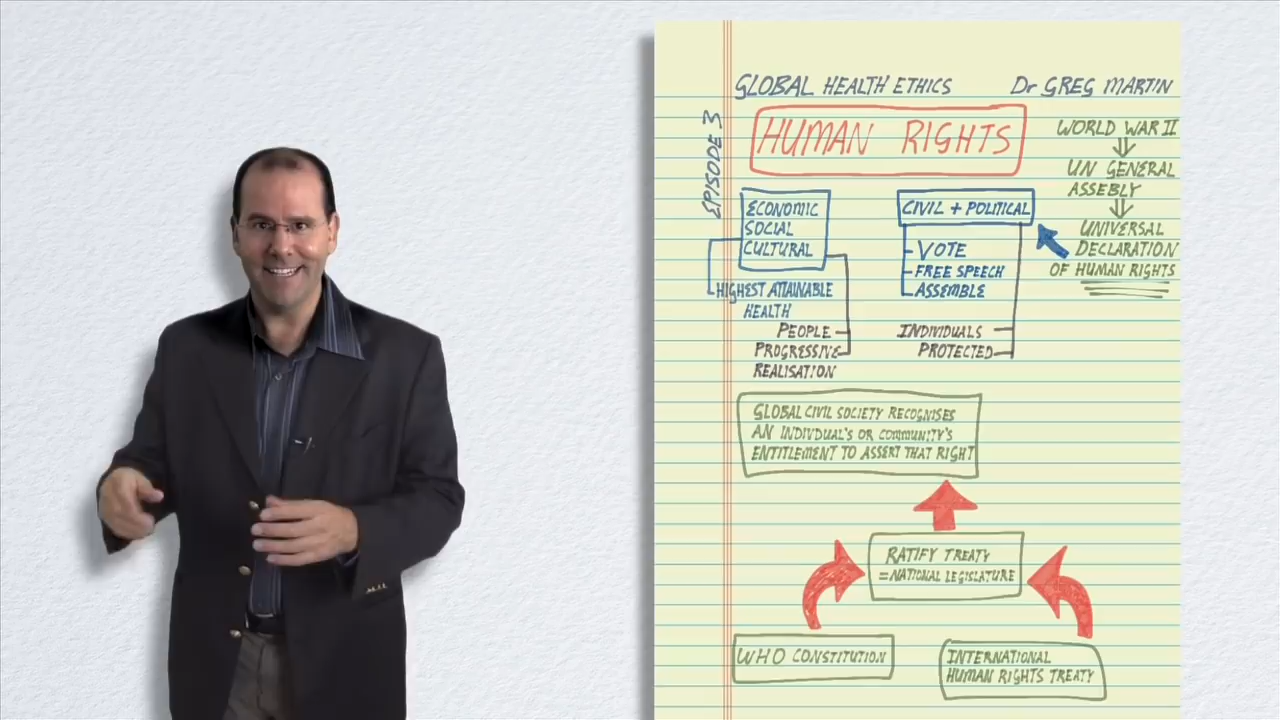 GLOBAL HEALTH ETHICS
Dr GREG MARTIN
EPISODE 3
HUMAN RIGHTS
WORLD WAR II
UN GENERAL
ASSEBLY
UNIVERSAL
DECLARATION
OF HUMAN RIGHTS
ECONOMIC
SOCIAL
CULTURAL
HIGHEST ATTAINABLE
HEALTH
PEOPLE
PROGRESSIVE
REALISATION
CIVIL + POLITICAL
VOTE
FREE SPEECH
ASSEMBLE
INDIVIDUALS
PROTECTED
GLOBAL CIVIL SOCIETY RECOGNISES
AN INDIVIDUAL'S OR COMMUNITY'S
ENTITLEMENT TO ASSERT THAT RIGHT
RATIFY TREATY
=NATIONAL LEGISLATURE
WHO CONSTITUTION
INTERNATIONAL
HUMAN RIGHTS TREATY